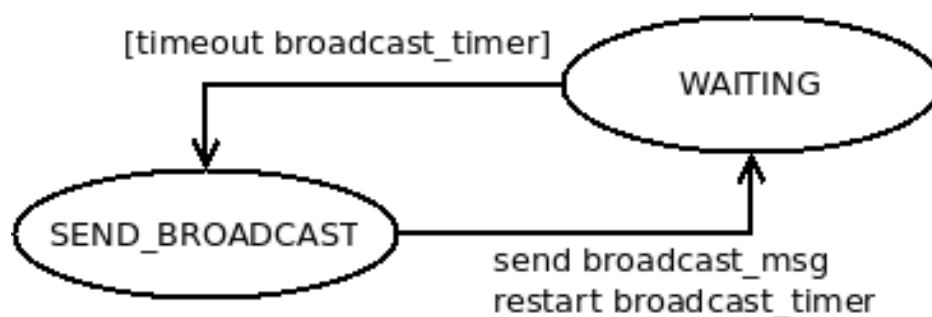 [timeout broadcast_timer]
WAITING
SEND_BROADCAST
send broadcast_msg
restart broadcast_timer